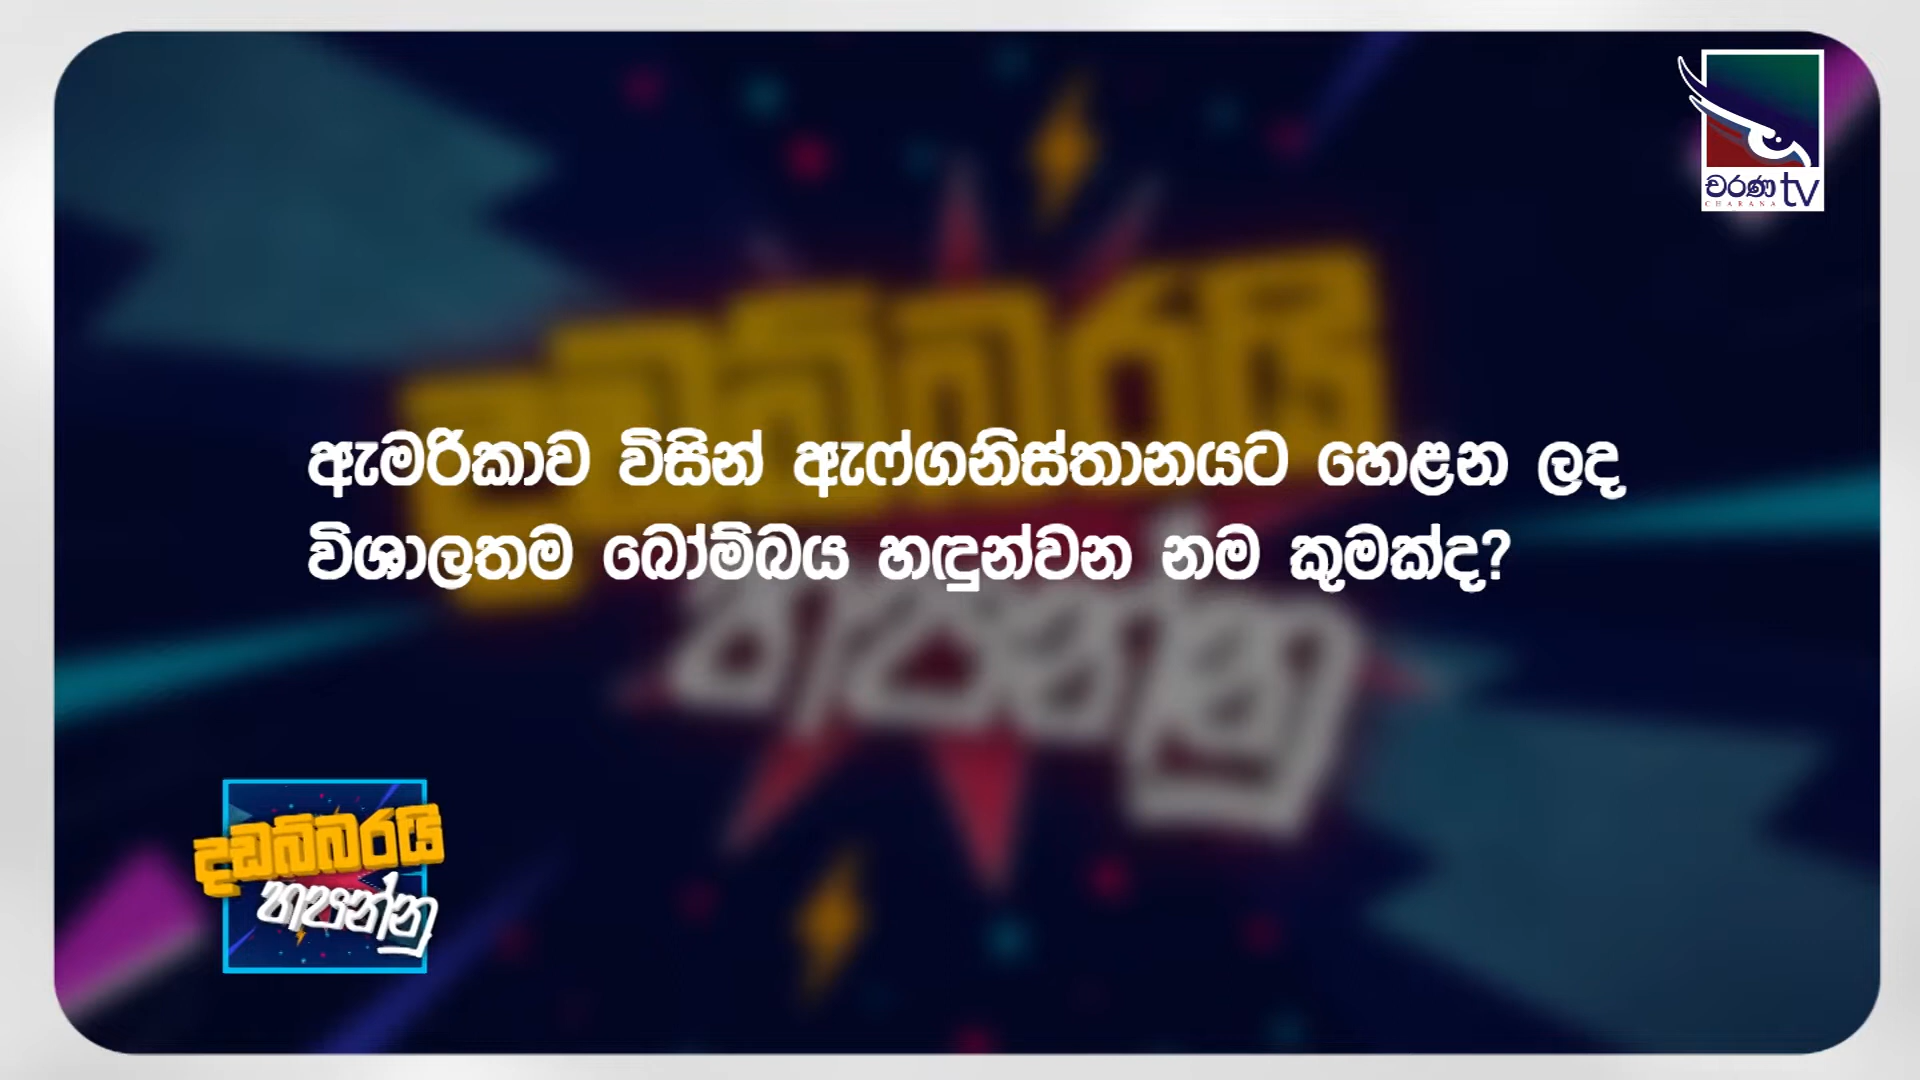 චරණ tv
CHARANA
ඇමරිකාව විසින් ඇෆ්ගනිස්තානයට හෙළන ලද
විශාලතම බෝම්බය හඳුන්වන නම කුමක්ද?
දඩබ්බරයි
හපන්නු